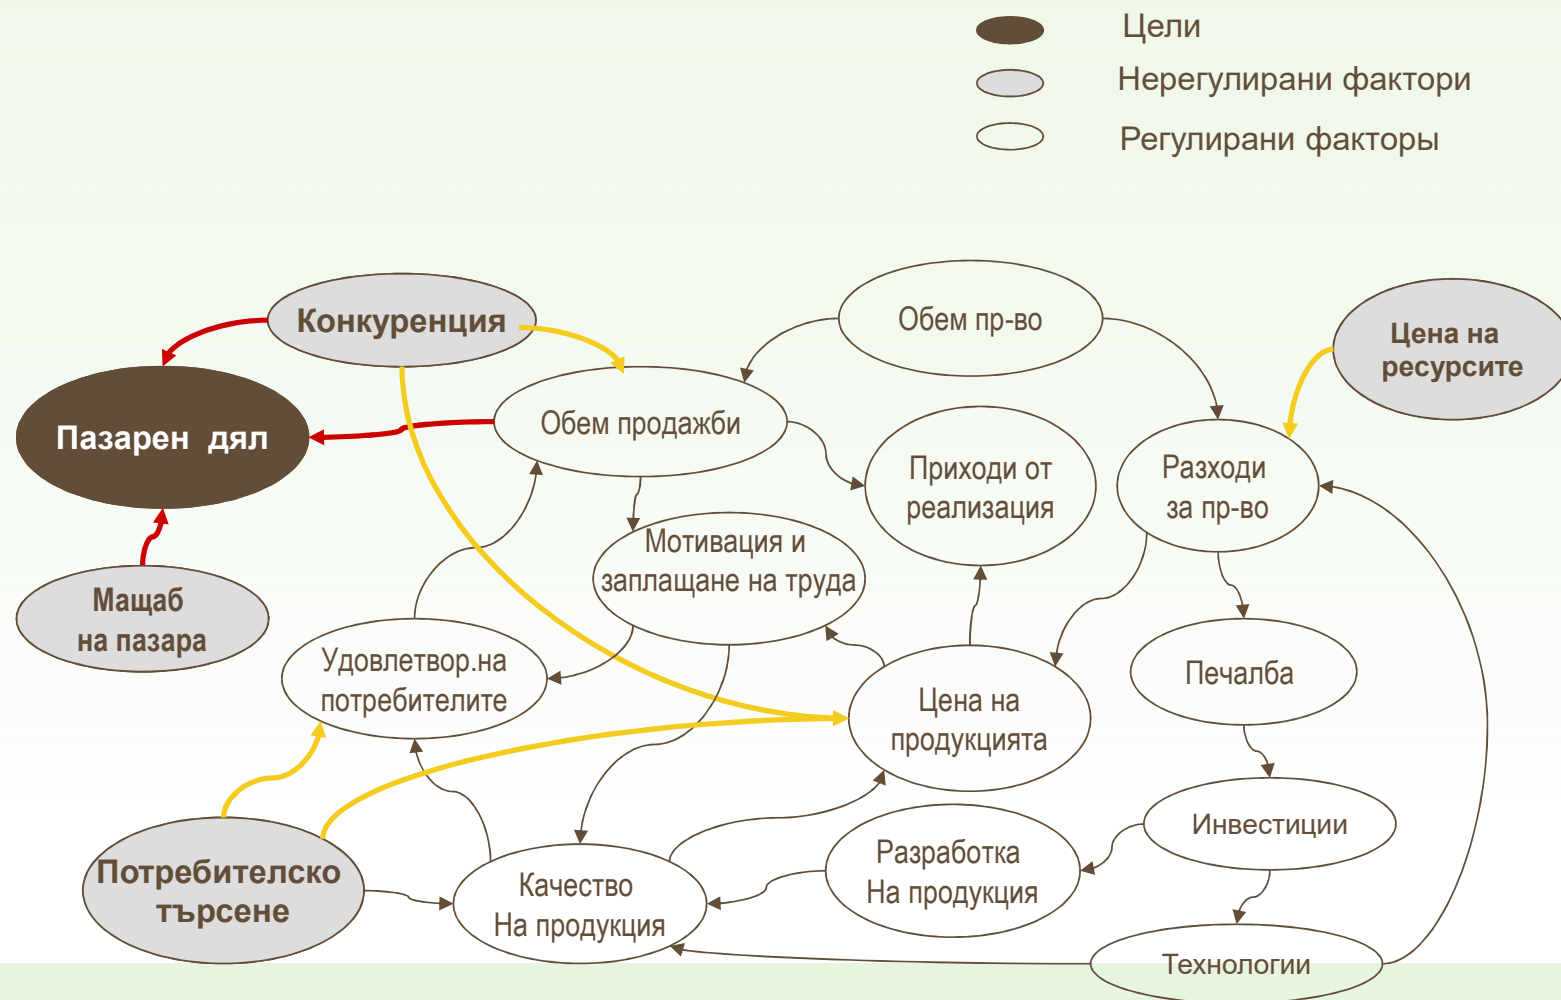 Цели
Нерегулирани фактори
Регулирани факторы
Конкуренция
Обем пр-во
Цена на
ресурсите
Пазарен дял
Обем продажби
Приходи от
реализация
Разходи
за пр-во
Мотивация и
заплащане на труда
Мащаб
на пазара
Удовлетвор.на
потребителите
Цена на
продукцията
Печалба
Инвестиции
Потребителско
търсене
Качество
На продукция
Разработка
На продукция
Технологии